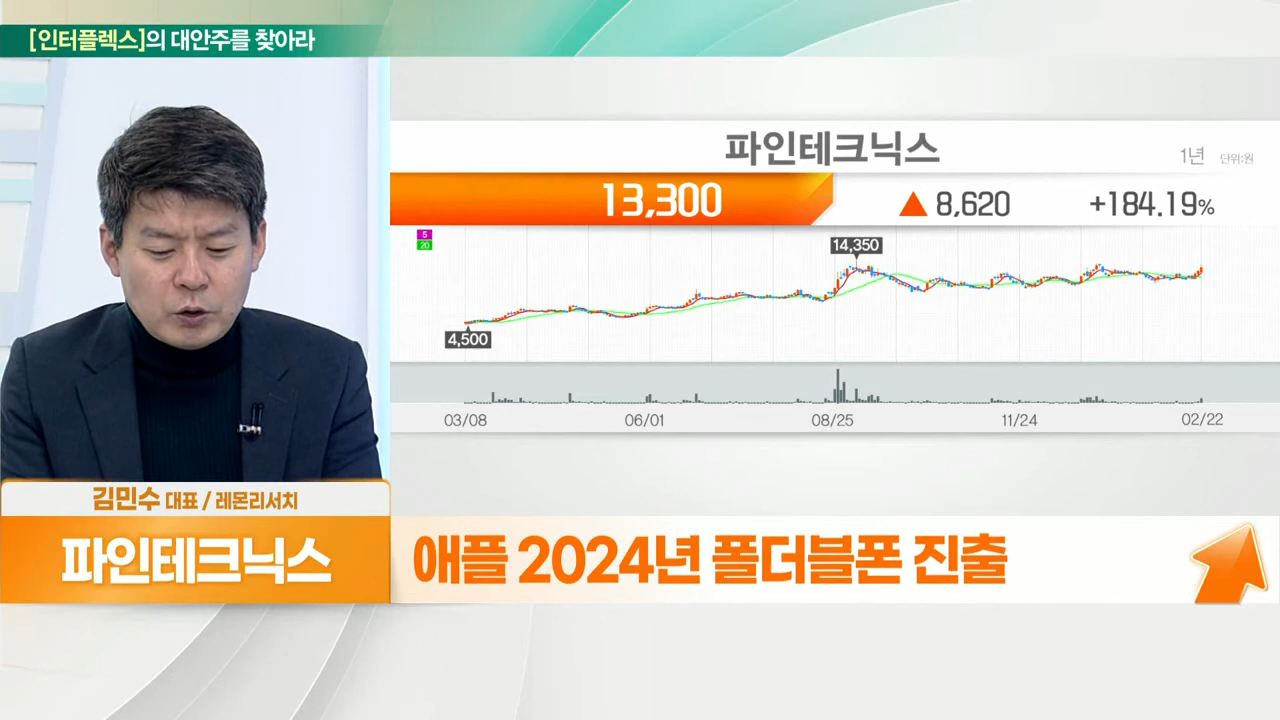 [인터플렉스]의 대안주를 찾아라
파인테크닉스
1년 단위:원
13,300 ▲ 8,620 +184.19%
5
20
14,350
4,500
03/08 06/01 08/25 11/24 02/22
김민수 대표 / 레몬리서치
파인테크닉스
애플 2024년 폴더블폰 진출